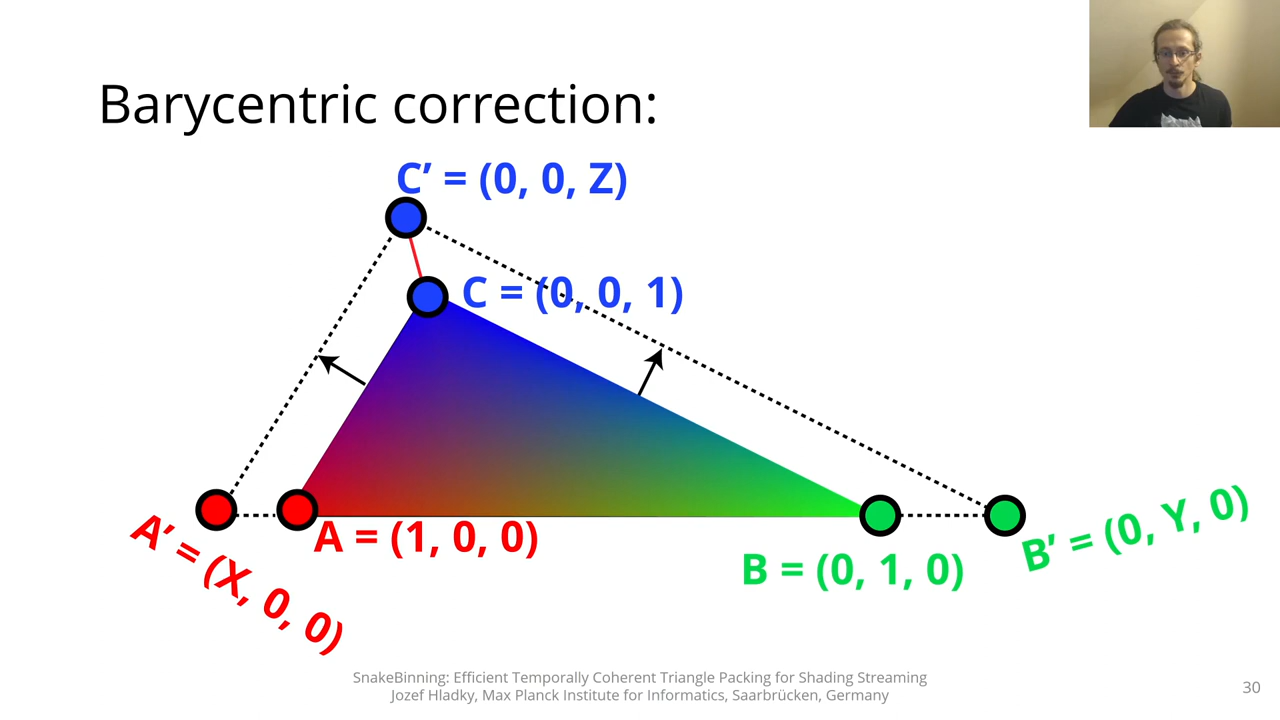 Barycentric correction:
C’ = (0, 0, Z)
C = (0, 0, 1)
A’ = (X, 0, 0)
A = (1, 0, 0)
B = (0, 1, 0)
B’ = (0, Y, 0)
SnakeBinning: Efficient Temporally Coherent Triangle Packing for Shading Streaming
Jozef Hladky, Max Planck Institute for Informatics, Saarbrücken, Germany
30